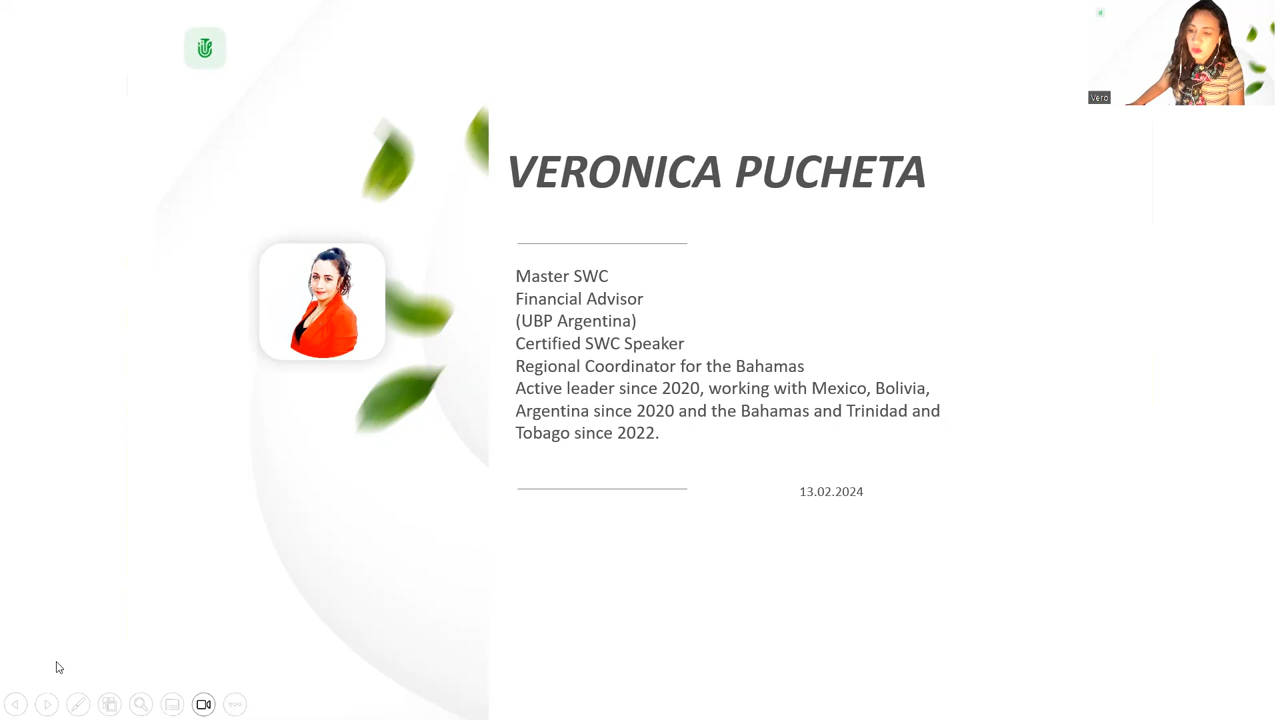 Vero
VERONICA PUCHETA
Master SWC
Financial Advisor
(UBP Argentina)
Certified SWC Speaker
Regional Coordinator for the Bahamas
Active leader since 2020, working with Mexico, Bolivia,
Argentina since 2020 and the Bahamas and Trinidad and
Tobago since 2022.
13.02.2024